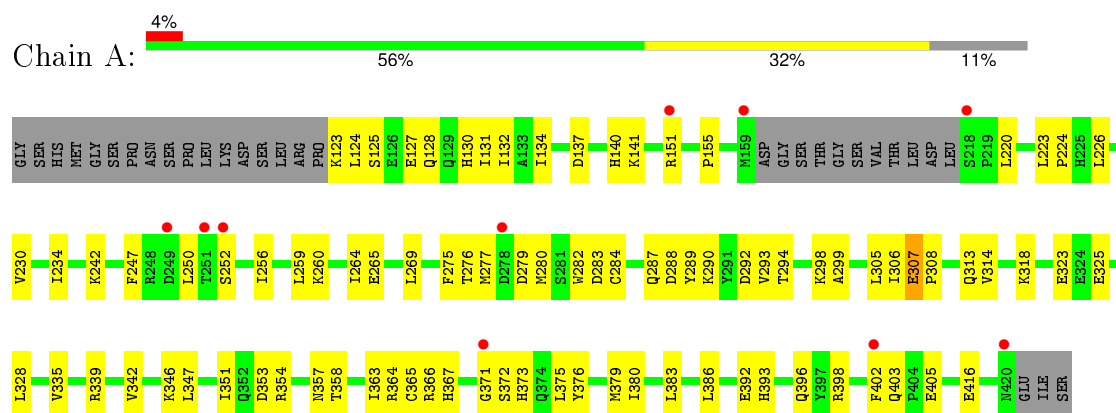 4%
Chain A:
56% 32% 11%
GLY SER HIS MET GLY SER PRO ASN SER PRO LEU LYS ASP SER LEU ARG PRO K123 L124 S125 E126 E127 Q128 Q129 H130 I131 I132 A133 I134 D137 H140 K141 R151 P155 M159 ASP GLY SER THR GLY SER VAL THR LEU ASP LEU S218 P219 L220 L223 P224 H225 L226
V230 I234 K242 F247 R248 D249 L250 T251 S252 I256 L259 K260 I264 E265 L269 F275 T276 M277 D278 D279 M280 S281 W282 D283 C284 Q287 D288 Y289 K290 Y291 D292 V293 T294 K298 A299 L305 I306 E307 P308 Q313 V314 K318 E323 E324 E325
L328 V335 R339 V342 K346 L347 I351 Q352 D353 R354 N357 T358 I363 R364 C365 R366 H367 G371 S372 H373 Q374 L375 Y376 M379 I380 L383 L386 E392 H393 Q396 Y397 R398 F402 Q403 P404 E405 E416 N420 GLU ILE SER